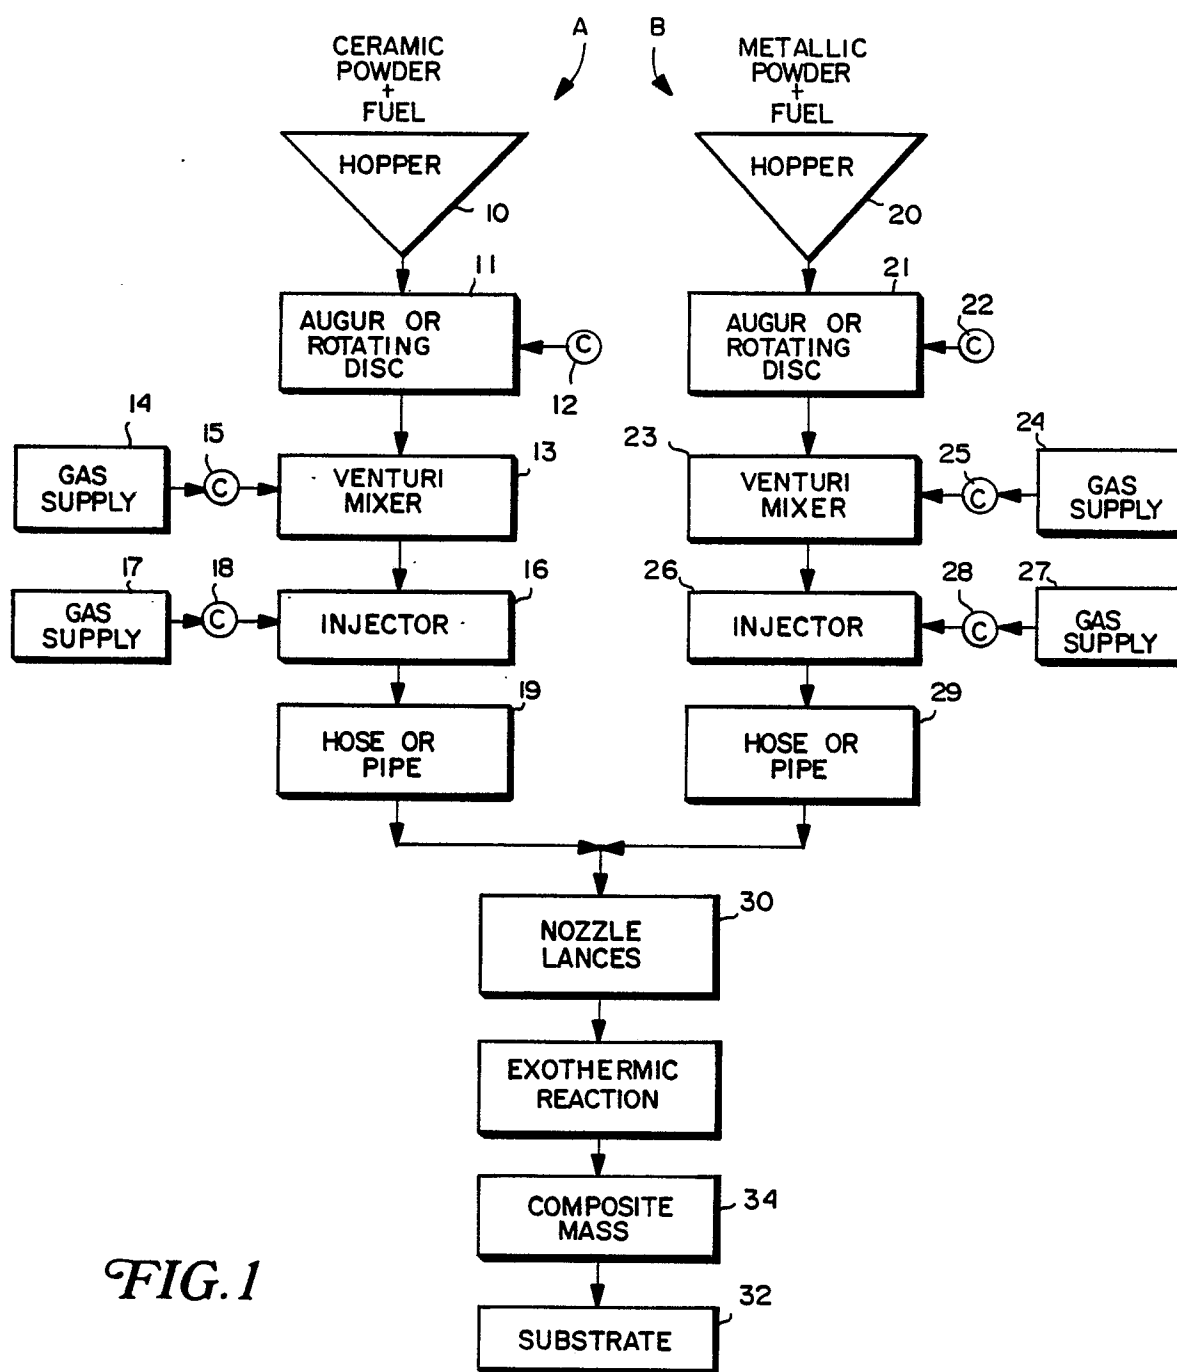 A B
CERAMIC
POWDER
+
FUEL
METALLIC
POWDER
+
FUEL
HOPPER
10
HOPPER
20
11
AUGUR OR
ROTATING
DISC
C
12
21
AUGUR OR
ROTATING
DISC
22
C
14
GAS
SUPPLY
15
C
13
VENTURI
MIXER
23
VENTURI
MIXER
25
C
24
GAS
SUPPLY
17
GAS
SUPPLY
18
C
16
INJECTOR
26
INJECTOR
28
C
27
GAS
SUPPLY
19
HOSE OR
PIPE
29
HOSE OR
PIPE
30
NOZZLE
LANCES
EXOTHERMIC
REACTION
34
COMPOSITE
MASS
32
SUBSTRATE
FIG. 1